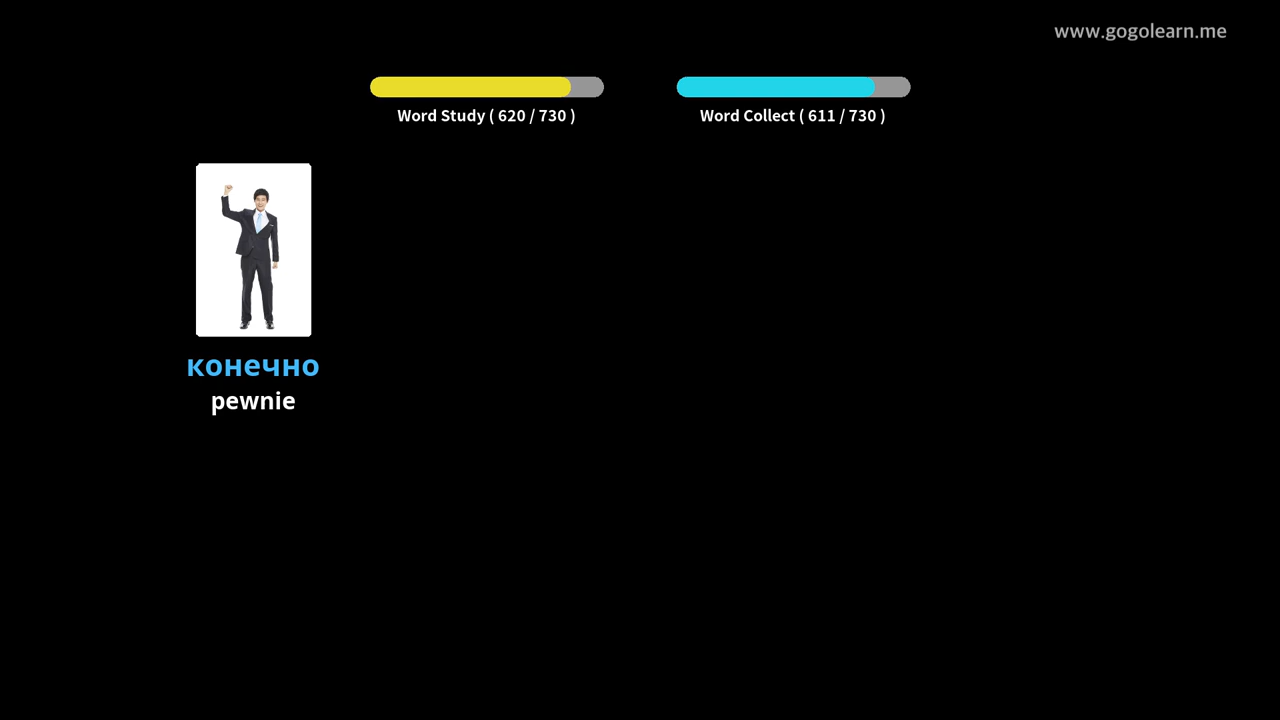 www.gogolearn.me
Word Study ( 620 / 730 )
Word Collect ( 611 / 730 )
конечно
pewnie